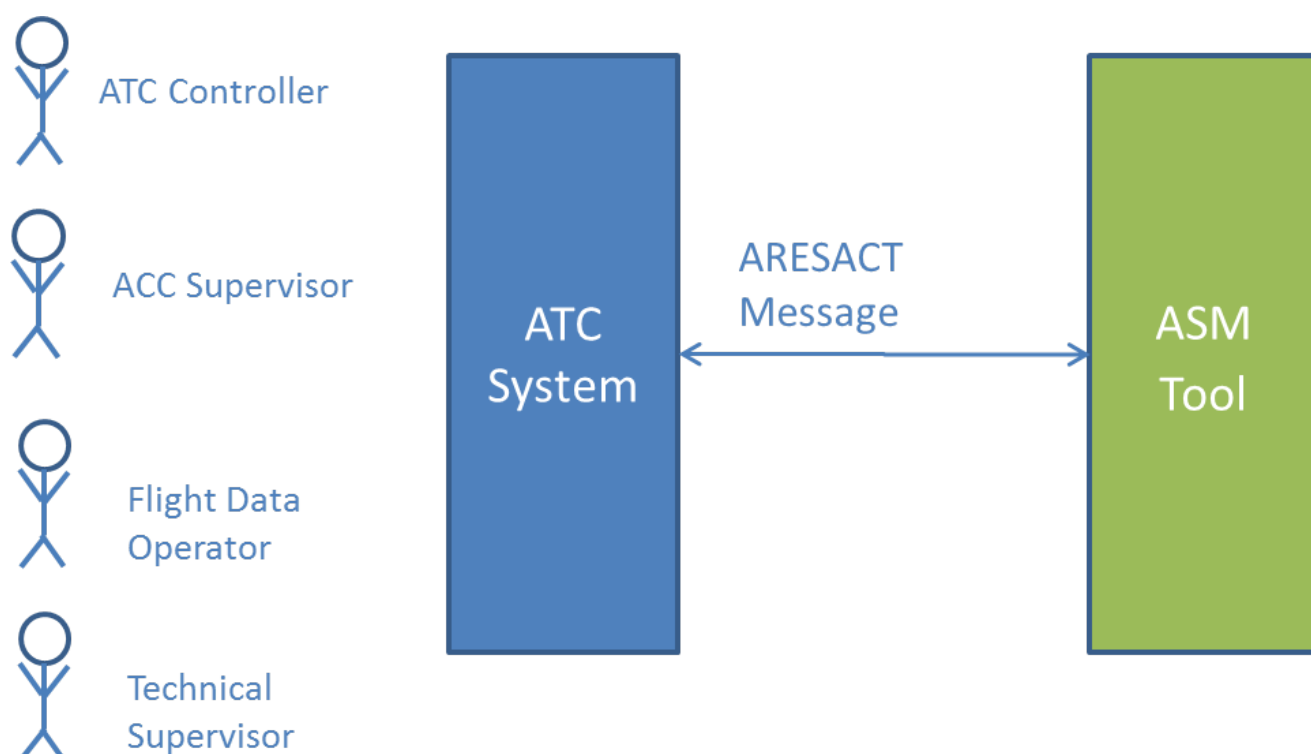 ATC Controller
ACC Supervisor
Flight Data
Operator
Technical
Supervisor
ATC
System
ARESACT
Message
ASM
Tool